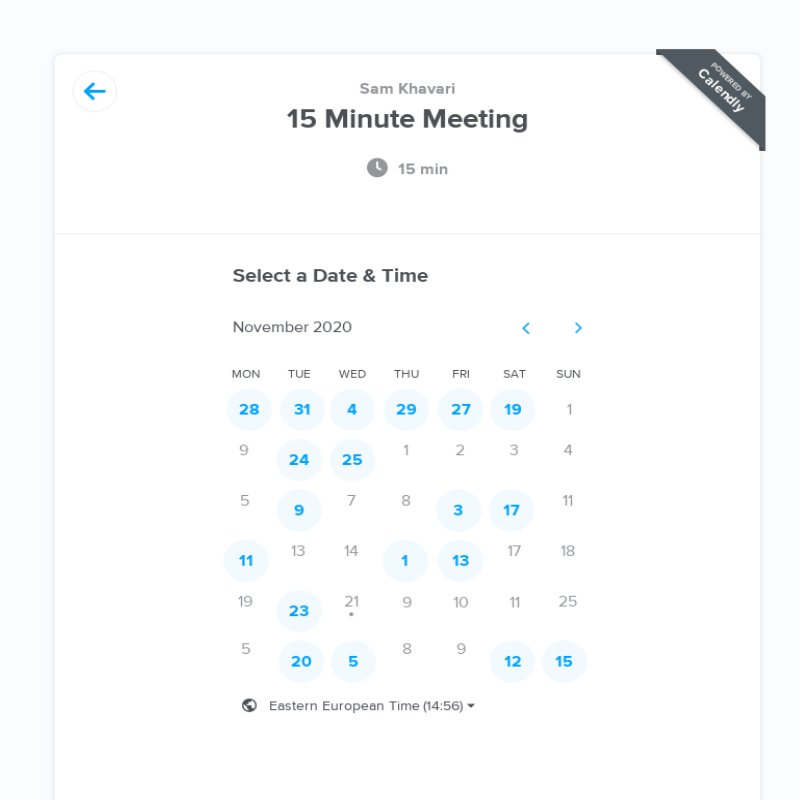 POWERED BY
Calendly
Sam Khavari
15 Minute Meeting
15 min
Select a Date & Time
November 2020
MON TUE WED THU FRI SAT SUN
28 31 4 29 27 19 1
9 24 25 1 2 3 4
5 9 7 8 3 17 11
11 13 14 1 13 17 18
19 23 21 9 10 11 25
5 20 5 8 9 12 15
Eastern European Time (14:56)